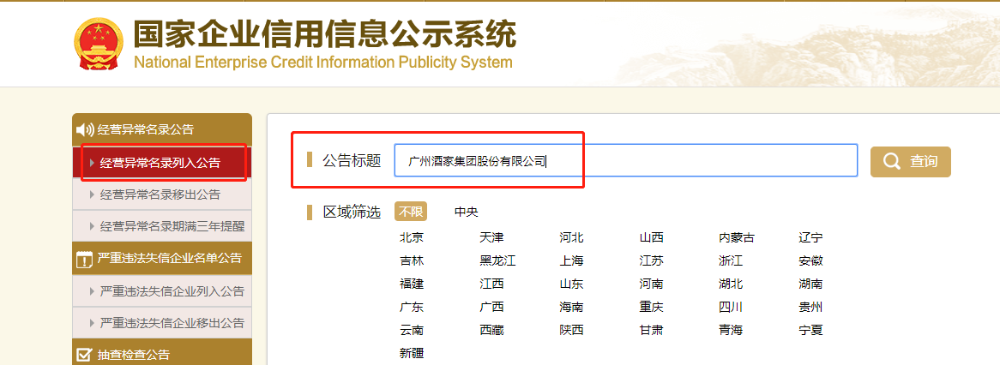 国家企业信用信息公示系统
National Enterprise Credit Information Publicity System
经营异常名录公告
经营异常名录列入公告
经营异常名录移出公告
经营异常名录期满三年提醒
严重违法失信企业名单公告
严重违法失信企业列入公告
严重违法失信企业移出公告
抽查检查公告
公告标题 广州酒家集团股份有限公司 查询
区域筛选 不限 中央
北京 天津 河北 山西 内蒙古 辽宁
吉林 黑龙江 上海 江苏 浙江 安徽
福建 江西 山东 河南 湖北 湖南
广东 广西 海南 重庆 四川 贵州
云南 西藏 陕西 甘肃 青海 宁夏
新疆